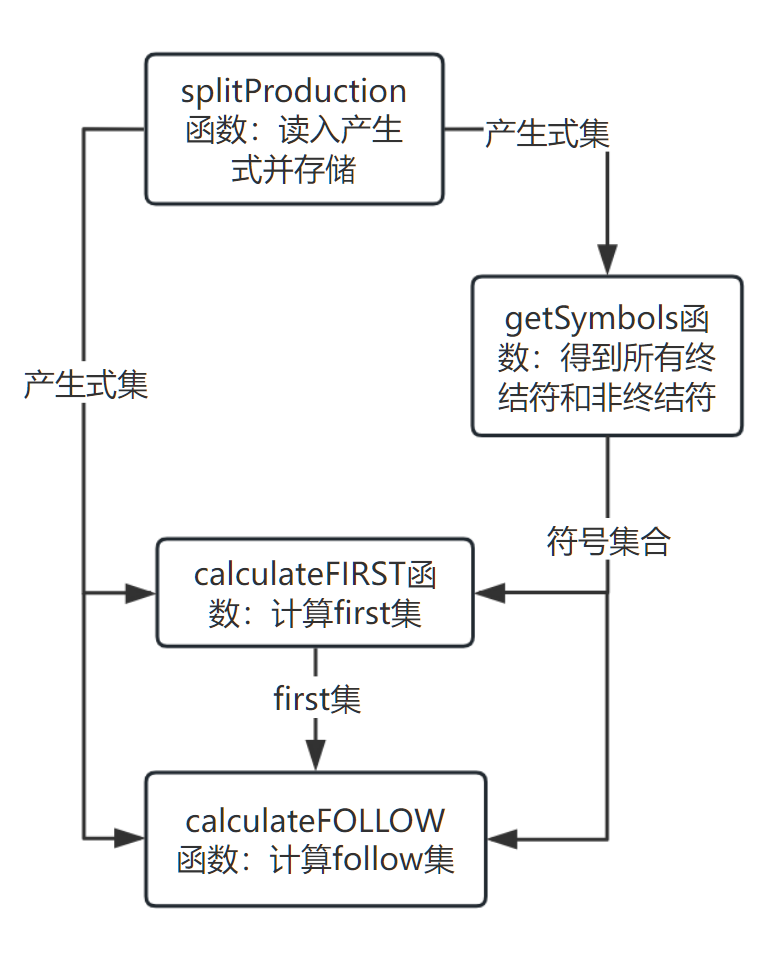 splitProduction
函数：读入产生
式并存储
产生式集
getSymbols函
数：得到所有终
结符和非终结符
产生式集
符号集合
calculateFIRST函
数：计算first集
first集
calculateFOLLOW
函数：计算follow集